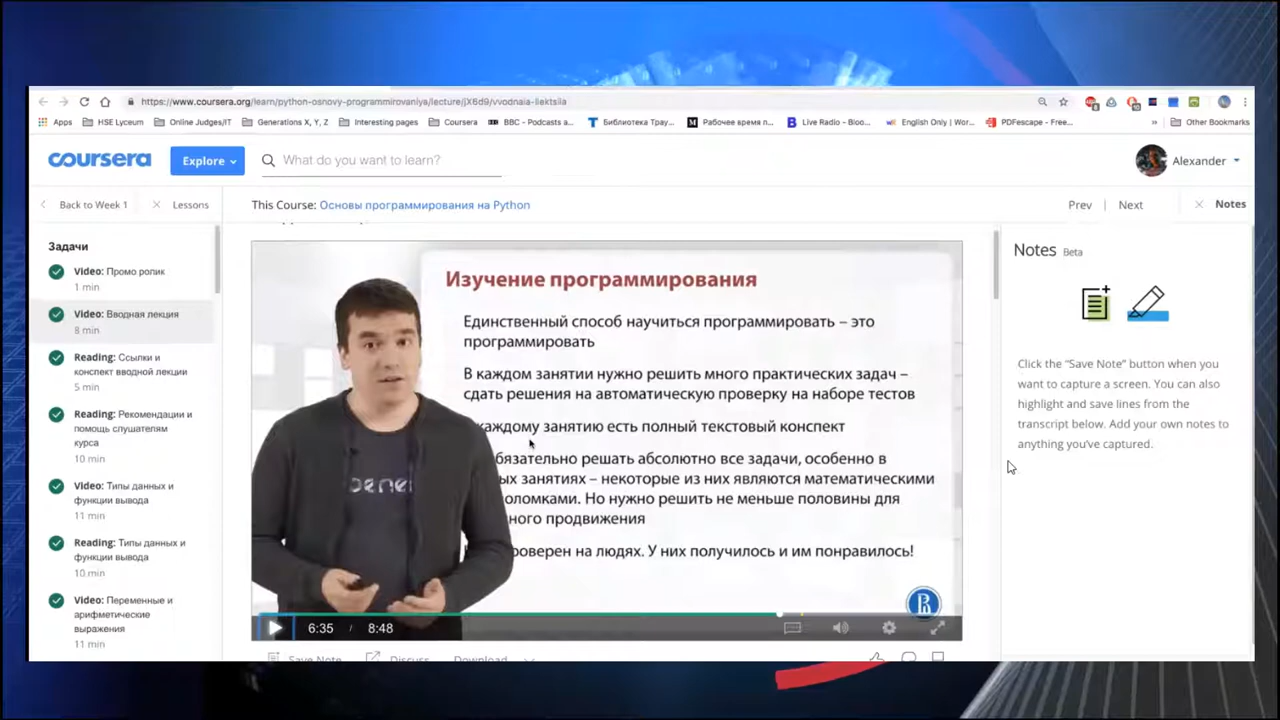 https://www.coursera.org/learn/python-osnovy-programmirovaniya/lecture/jX6d9/vvodnaia-liektsiia
Apps HSE Lyceum Online Judges/IT Generations X, Y, Z Interesting pages Coursera BBC - Podcasts a... Библиотека Трау... Рабочее время п... Live Radio - Bloo... English Only | Wor... PDFescape - Free... » Other Bookmarks
coursera Explore What do you want to learn? Alexander
Back to Week 1 Lessons This Course: Основы программирования на Python Prev | Next Notes
Задачи
Video: Промо ролик
1 min
Video: Вводная лекция
8 min
Reading: Ссылки и
конспект вводной лекции
5 min
Reading: Рекомендации и
помощь слушателям
курса
10 min
Video: Типы данных и
функции вывода
11 min
Reading: Типы данных и
функции вывода
10 min
Video: Переменные и
арифметические
выражения
11 min
Изучение программирования
Единственный способ научиться программировать – это
программировать
В каждом занятии нужно решить много практических задач –
сдать решения на автоматическую проверку на наборе тестов
каждому занятию есть полный текстовый конспект
бязательно решать абсолютно все задачи, особенно в
ых занятиях – некоторые из них являются математическими
оломками. Но нужно решить не меньше половины для
ного продвижения
роверен на людях. У них получилось и им понравилось!
6:35 / 8:48
Save Note Discuss Download
Notes Beta
Click the “Save Note” button when you
want to capture a screen. You can also
highlight and save lines from the
transcript below. Add your own notes to
anything you’ve captured.